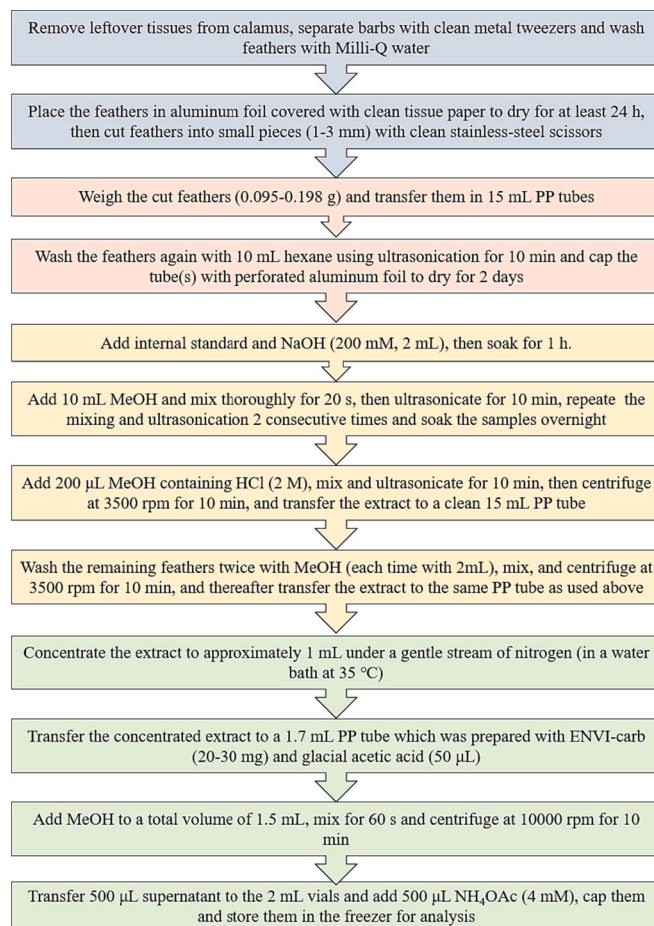 Remove leftover tissues from calamus, separate barbs with clean metal tweezers and wash
feathers with Milli-Q water
Place the feathers in aluminum foil covered with clean tissue paper to dry for at least 24 h,
then cut feathers into small pieces (1-3 mm) with clean stainless-steel scissors
Weigh the cut feathers (0.095-0.198 g) and transfer them in 15 mL PP tubes
Wash the feathers again with 10 mL hexane using ultrasonication for 10 min and cap the
tube(s) with perforated aluminum foil to dry for 2 days
Add internal standard and NaOH (200 mM, 2 mL), then soak for 1 h.
Add 10 mL MeOH and mix thoroughly for 20 s, then ultrasonicate for 10 min, repeat the
mixing and ultrasonication 2 consecutive times and soak the samples overnight
Add 200 μL MeOH containing HCl (2 M), mix and ultrasonicate for 10 min, then centrifuge
at 3500 rpm for 10 min, and transfer the extract to a clean 15 mL PP tube
Wash the remaining feathers twice with MeOH (each time with 2mL), mix, and centrifuge at
3500 rpm for 10 min, and thereafter transfer the extract to the same PP tube as used above
Concentrate the extract to approximately 1 mL under a gentle stream of nitrogen (in a water
bath at 35 °C)
Transfer the concentrated extract to a 1.7 mL PP tube which was prepared with ENVI-carb
(20-30 mg) and glacial acetic acid (50 μL)
Add MeOH to a total volume of 1.5 mL, mix for 60 s and centrifuge at 10000 rpm for 10
min
Transfer 500 μL supernatant to the 2 mL vials and add 500 μL NH₄OAc (4 mM), cap them
and store them in the freezer for analysis